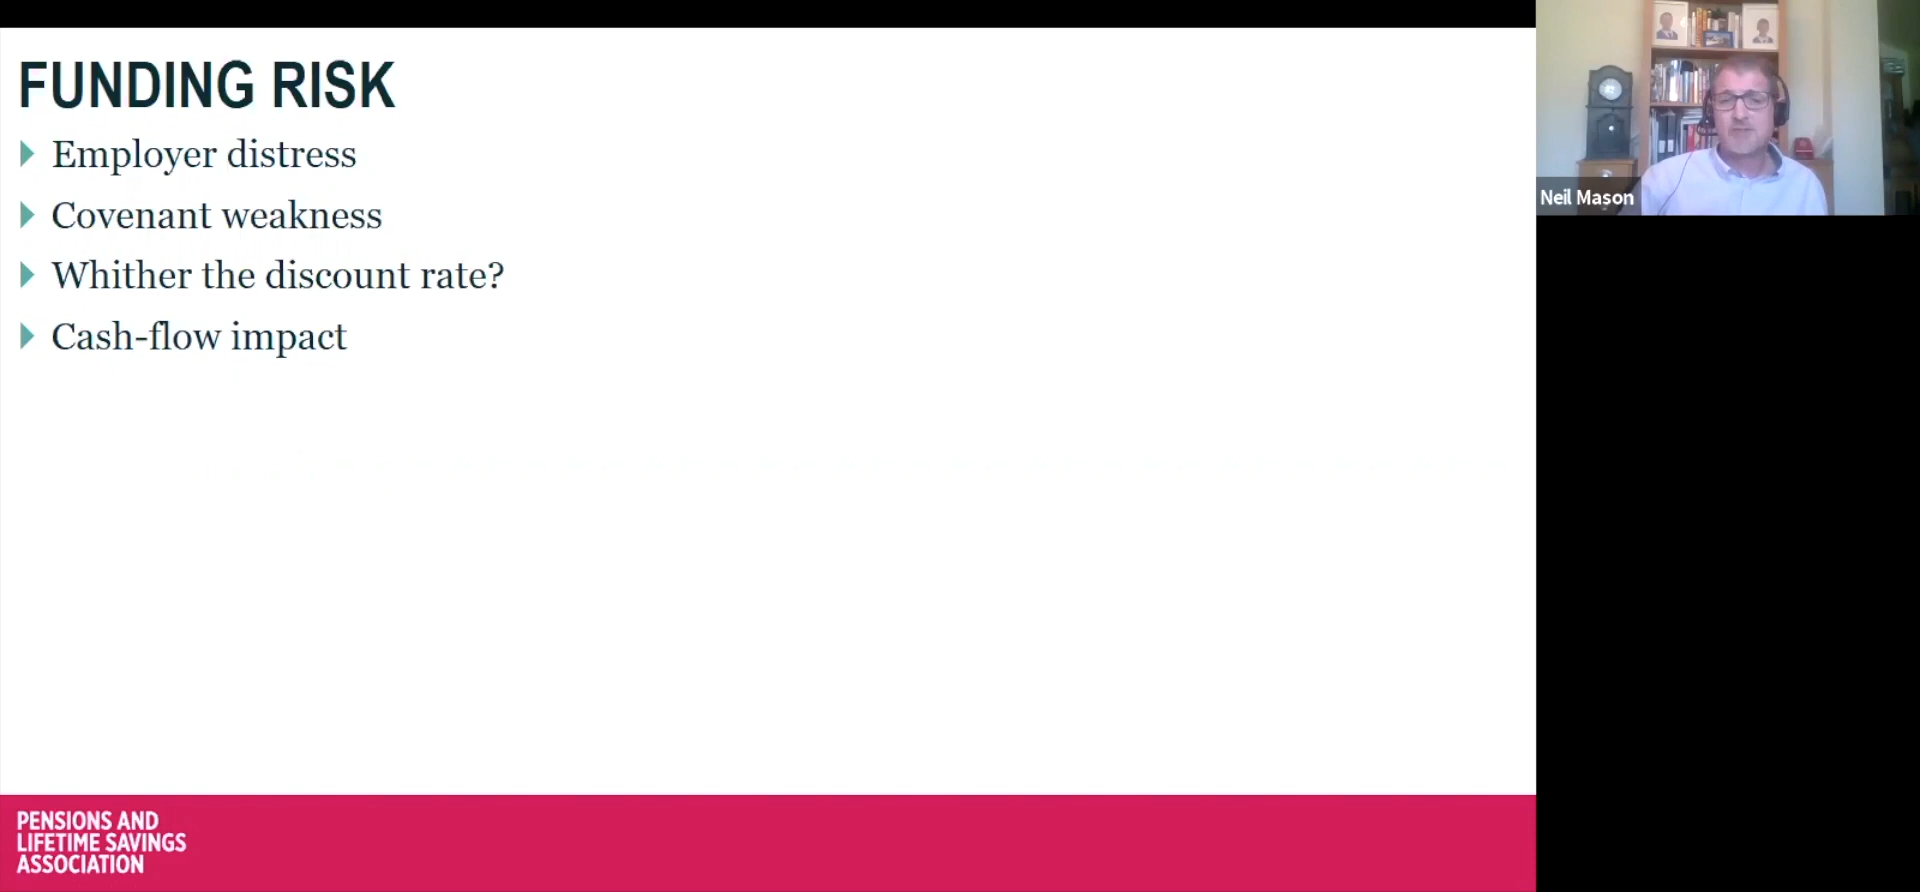 FUNDING RISK
Employer distress
Covenant weakness
Whither the discount rate?
Cash-flow impact
Neil Mason
PENSIONS AND
LIFETIME SAVINGS
ASSOCIATION